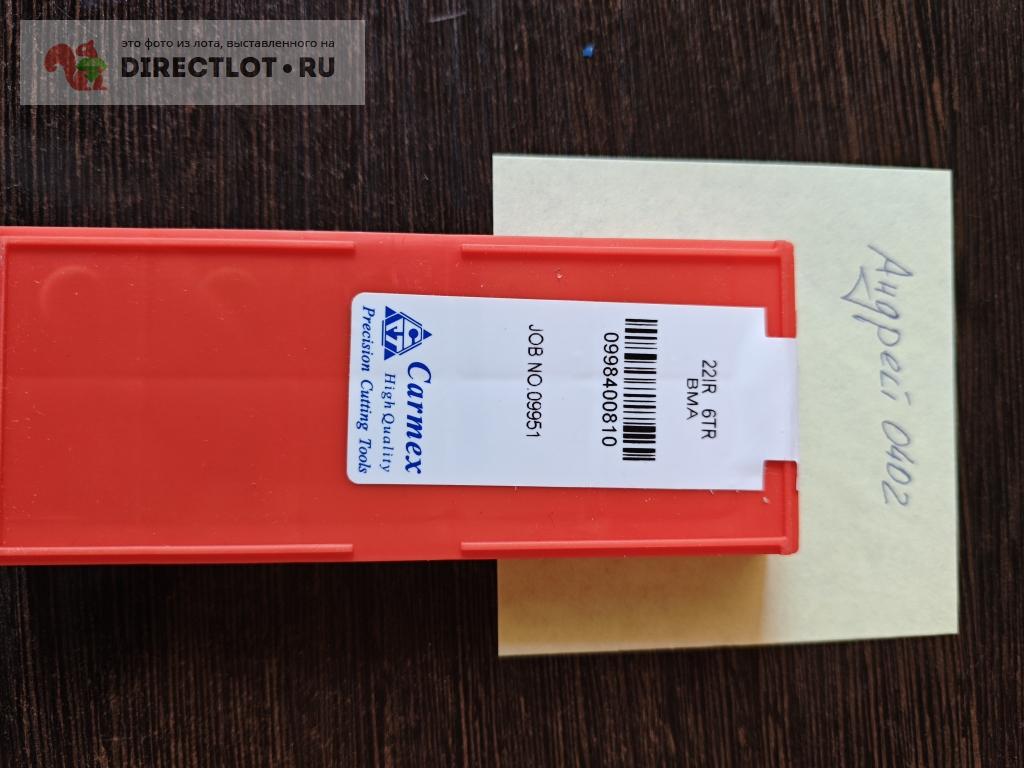 это фото из лота, выставленного на
DIRECTLOT•RU
22IR 6TR
BMA
0998400810
JOB NO.09951
Carmex
High Quality
Precision Cutting Tools
Андрей 0402